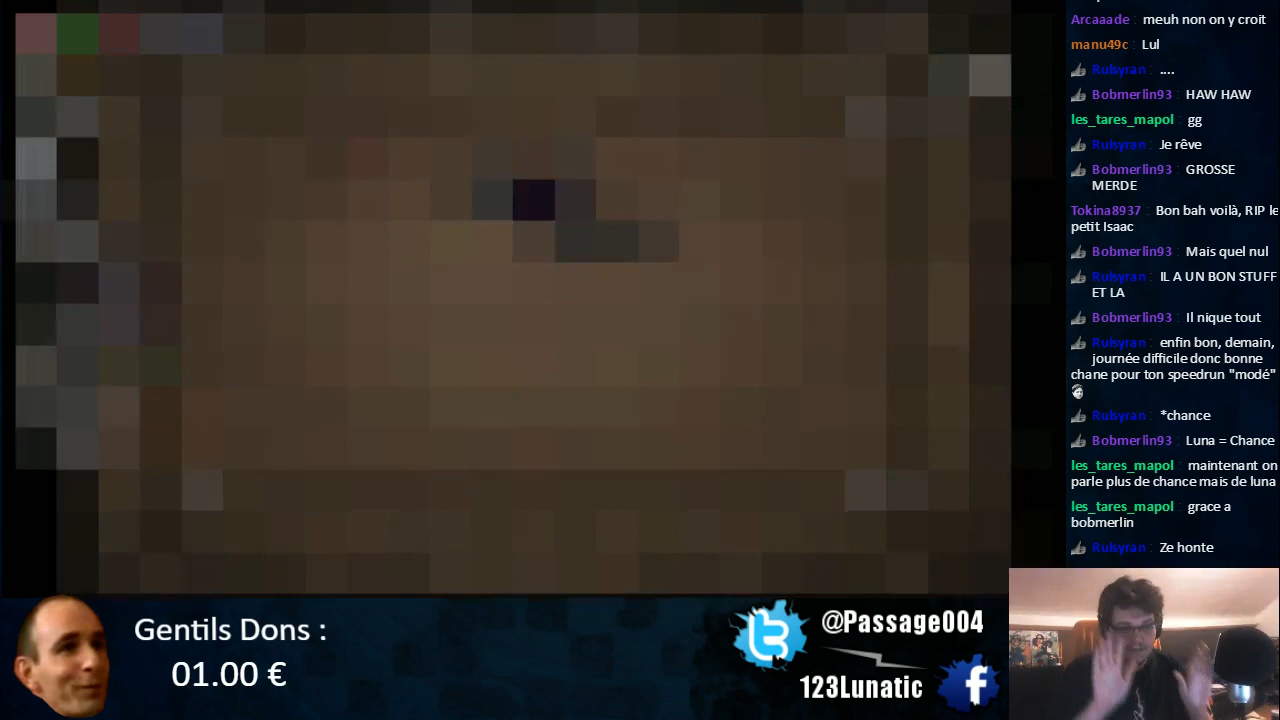 Arcaaade : meuh non on y croit
manu49c : Lul
Rulsyran : ....
Bobmerlin93 : HAW HAW
les_tares_mapol : gg
Rulsyran : Je rêve
Bobmerlin93 : GROSSE
MERDE
Tokina8937 : Bon bah voilà, RIP le
petit Isaac
Bobmerlin93 : Mais quel nul
Rulsyran : IL A UN BON STUFF
ET LA
Bobmerlin93 : Il nique tout
Rulsyran : enfin bon, demain,
journée difficile donc bonne
chane pour ton speedrun "modé"
Rulsyran : *chance
Bobmerlin93 : Luna = Chance
les_tares_mapol : maintenant on
parle plus de chance mais de luna
les_tares_mapol : grace a
bobmerlin
Rulsyran : Ze honte
Gentils Dons :
01.00 €
@Passage004
123Lunatic